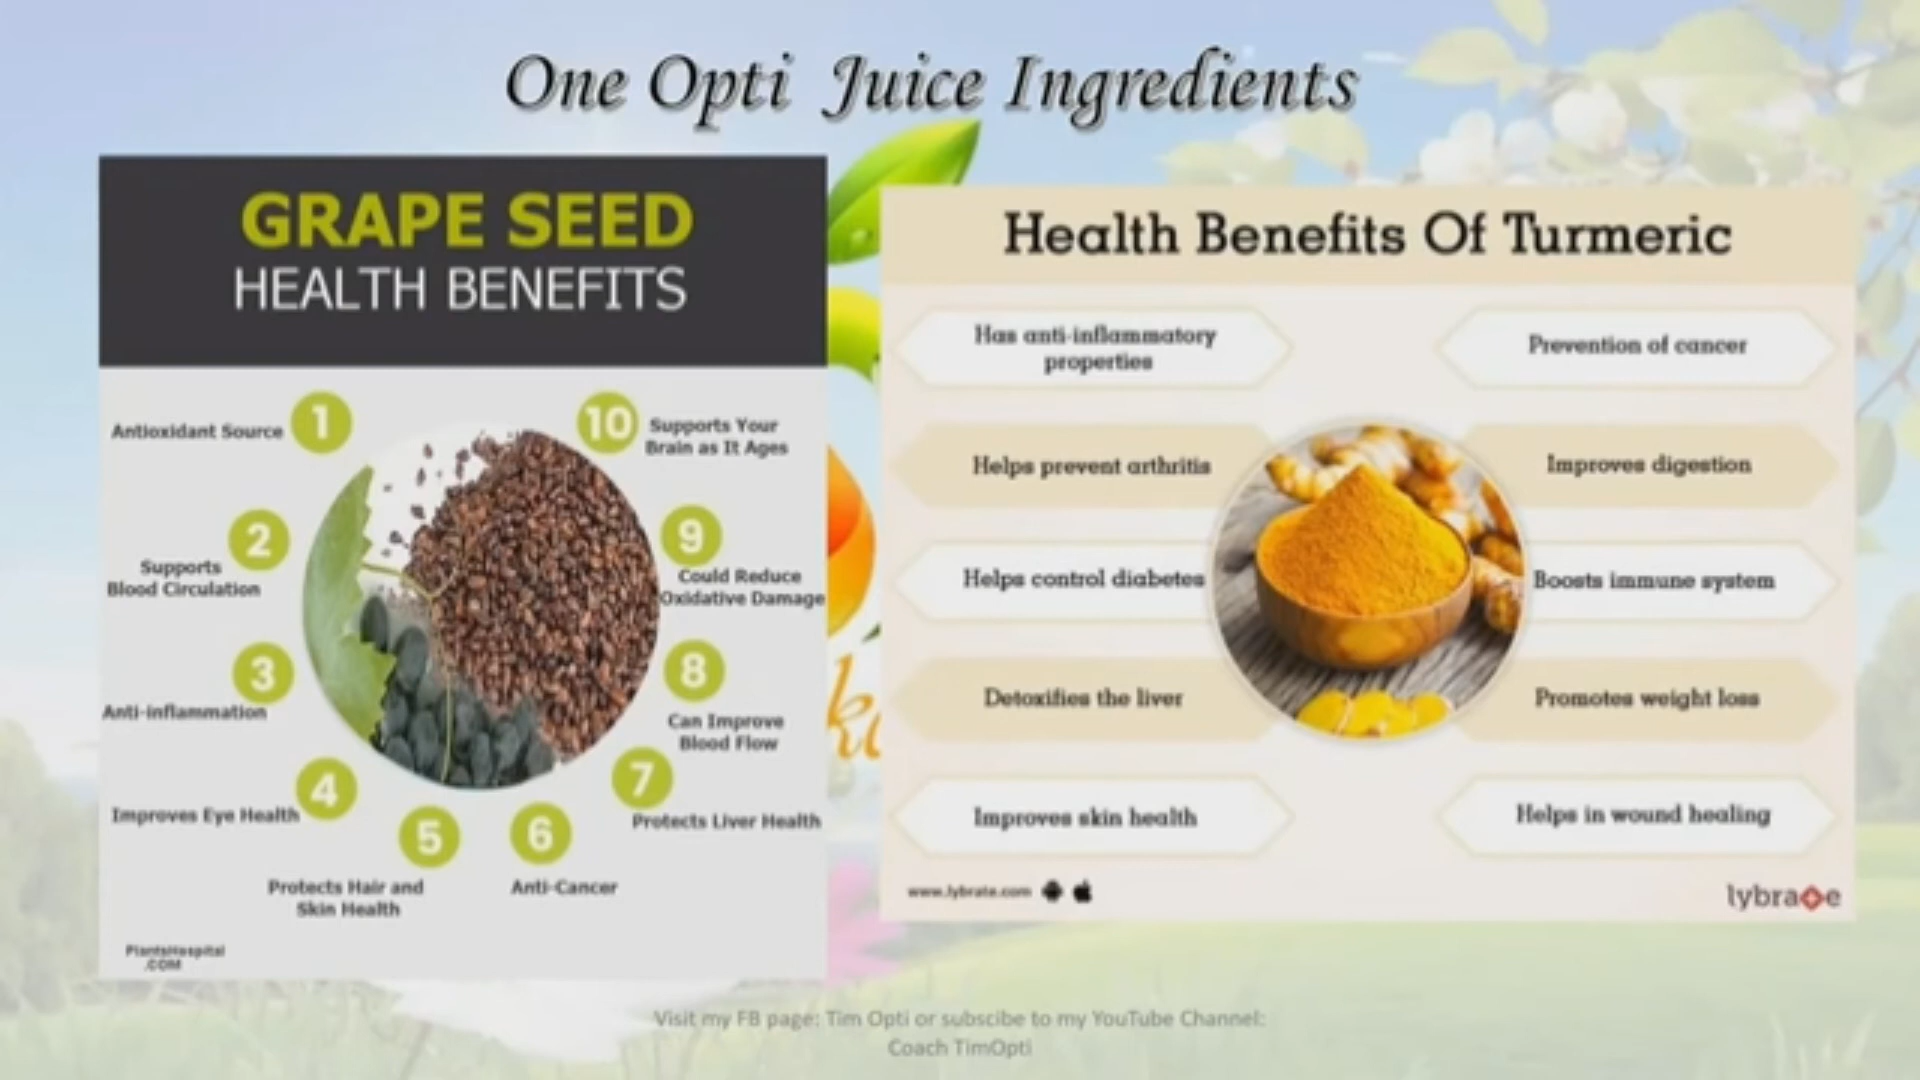 One Opti Juice Ingredients
GRAPE SEED
HEALTH BENEFITS
1
Antioxidant Source
2
Supports
Blood Circulation
3
Anti-inflammation
4
Improves Eye Health
5
Protects Hair and
Skin Health
6
Anti-Cancer
7
Protects Liver Health
8
Can Improve
Blood Flow
9
Could Reduce
Oxidative Damage
10
Supports Your
Brain as It Ages
PlantsHospital
.COM
Health Benefits Of Turmeric
Has anti-inflammatory
properties
Helps prevent arthritis
Helps control diabetes
Detoxifies the liver
Improves skin health
Prevention of cancer
Improves digestion
Boosts immune system
Promotes weight loss
Helps in wound healing
www.lybrate.com
lybrate
Visit my FB page: Tim Opti or subscibe to my YouTube Channel:
Coach TimOpti